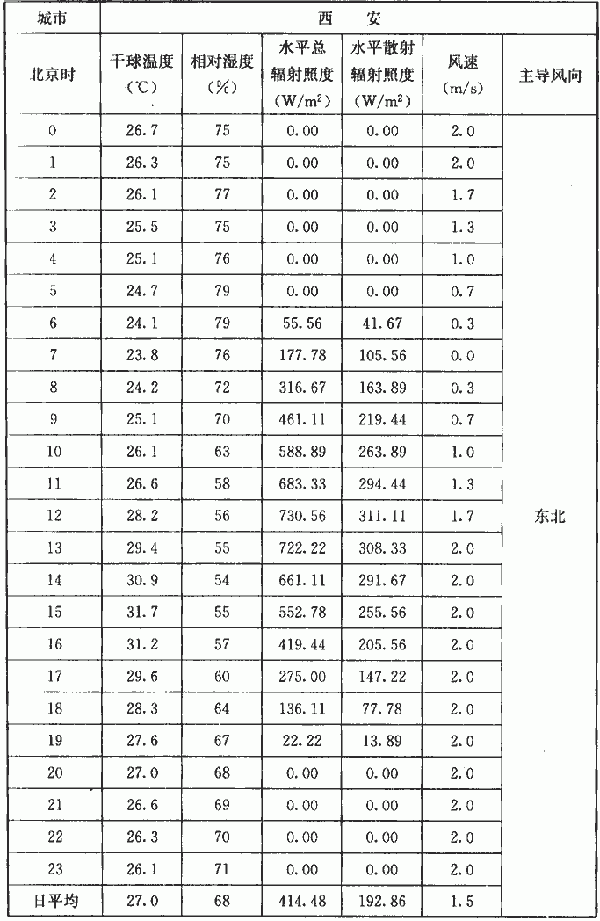 城市 西安
北京时 干球温度（℃） 相对湿度（%） 水平总辐射照度（W/m²） 水平散射辐射照度（W/m²） 风速（m/s） 主导风向
0 26.7 75 0.00 0.00 2.0
1 26.3 75 0.00 0.00 2.0
2 26.1 77 0.00 0.00 1.7
3 25.5 75 0.00 0.00 1.3
4 25.1 76 0.00 0.00 1.0
5 24.7 79 0.00 0.00 0.7
6 24.1 79 55.56 41.67 0.3
7 23.8 76 177.78 105.56 0.0
8 24.2 72 316.67 163.89 0.3
9 25.1 70 461.11 219.44 0.7
10 26.1 63 588.89 263.89 1.0
11 26.6 58 683.33 294.44 1.3
12 28.2 56 730.56 311.11 1.7 东北
13 29.4 55 722.22 308.33 2.0
14 30.9 54 661.11 291.67 2.0
15 31.7 55 552.78 255.56 2.0
16 31.2 57 419.44 205.56 2.0
17 29.6 60 275.00 147.22 2.0
18 28.3 64 136.11 77.78 2.0
19 27.6 67 22.22 13.89 2.0
20 27.0 68 0.00 0.00 2.0
21 26.6 69 0.00 0.00 2.0
22 26.3 70 0.00 0.00 2.0
23 26.1 71 0.00 0.00 2.0
日平均 27.0 68 414.48 192.86 1.5